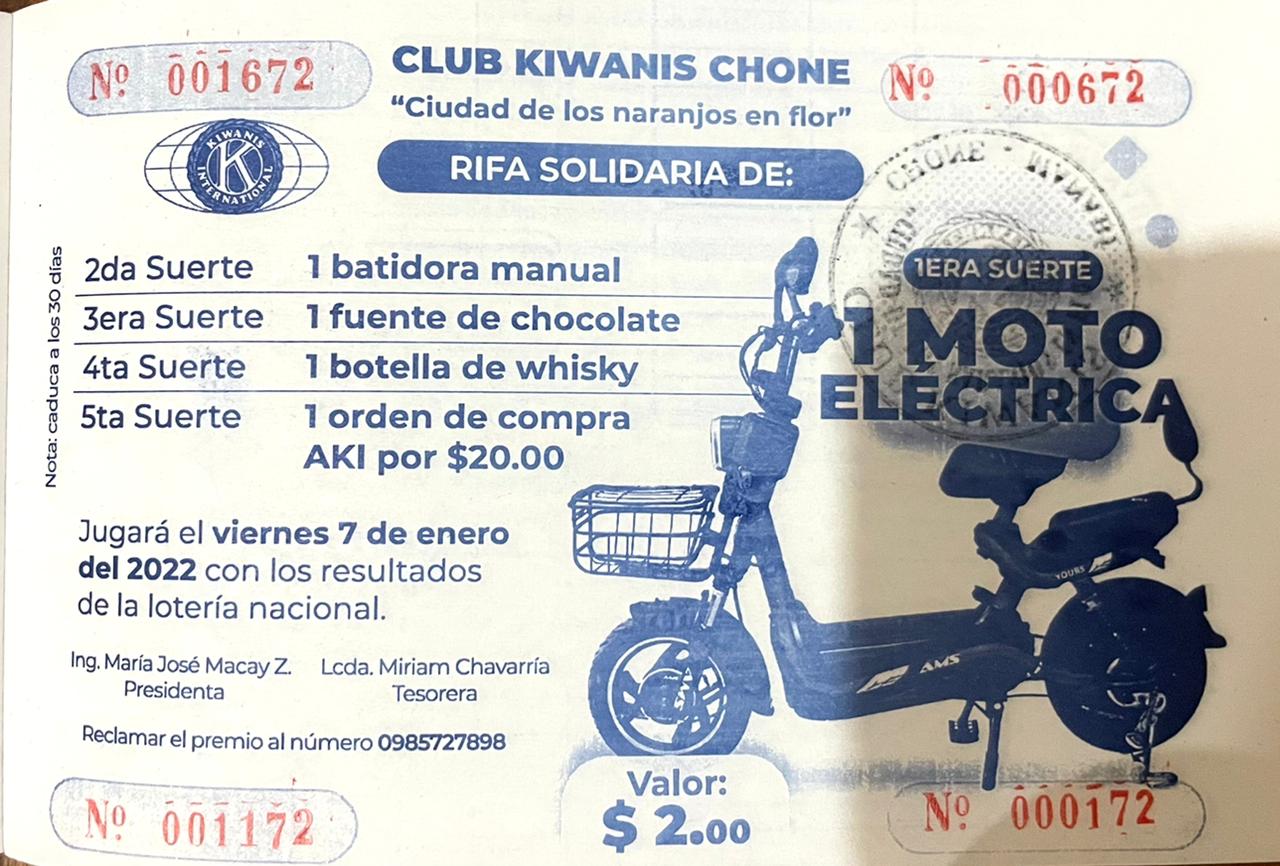 Nº 001672
CLUB KIWANIS CHONE
Nº 000672
“Ciudad de los naranjos en flor”
KIWANIS
K
INTERNATIONAL
RIFA SOLIDARIA DE:
CHONE - MANABI
1ERA SUERTE
1 MOTO
ELÉCTRICA
2da Suerte 1 batidora manual
3era Suerte 1 fuente de chocolate
4ta Suerte 1 botella de whisky
5ta Suerte 1 orden de compra
AKI por $20.00
Nota: caduca a los 30 días
Jugará el viernes 7 de enero
del 2022 con los resultados
de la lotería nacional.
YOURS
AMS
Ing. María José Macay Z. Lcda. Miriam Chavarría
Presidenta Tesorera
Reclamar el premio al número 0985727898
Valor:
$ 2.00
Nº 001172
Nº 000172